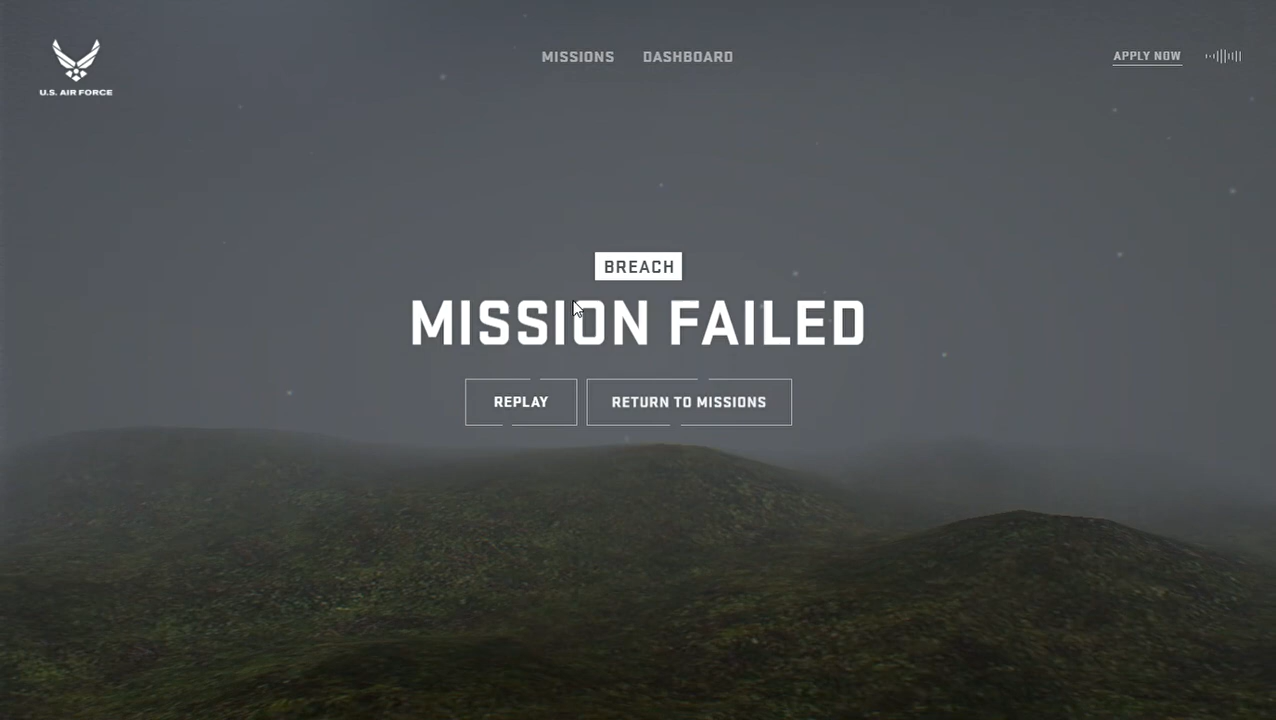 MISSIONS DASHBOARD
APPLY NOW
U.S. AIR FORCE
BREACH
MISSION FAILED
REPLAY
RETURN TO MISSIONS